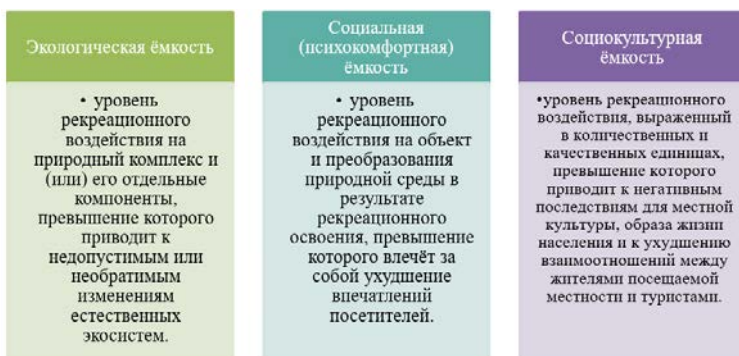 Экологическая ёмкость
• уровень
рекреационного
воздействия на
природный комплекс и
(или) его отдельные
компоненты,
превышение которого
приводит к
недопустимым или
необратимым
изменениям
естественных
экосистем.
Социальная
(психокомфортная)
ёмкость
• уровень
рекреационного
воздействия на объект
и преобразования
природной среды в
результате
рекреационного
освоения, превышение
которого влечёт за
собой ухудшение
впечатлений
посетителей.
Социокультурная
ёмкость
•уровень рекреационного
воздействия, выраженный
в количественных и
качественных единицах,
превышение которого
приводит к негативным
последствиям для местной
культуры, образа жизни
населения и к ухудшению
взаимоотношений между
жителями посещаемой
местности и туристами.